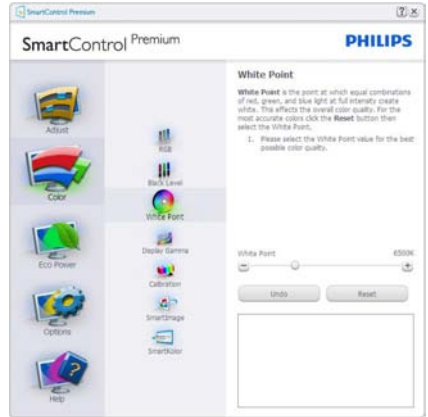 SmartControl Premium
SmartControl Premium
PHILIPS
Adjust
Color
Eco Power
Options
Help
RGB
Black Level
White Point
Display Gamma
Calibration
SmartImage
SmartKolor
White Point
White Point is the point at which equal combinations
of red, green, and blue light at full intensity create
white. This effects the overall color quality. For the
most accurate colors click the Reset button then
select the White Point.
1. Please select the White Point value for the best
possible color quality.
White Point 6500K
Undo Reset